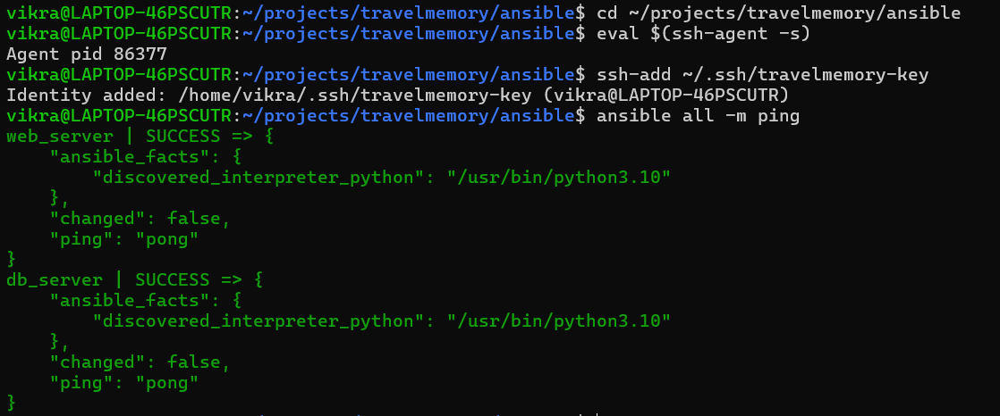 vikra@LAPTOP-46PSCUTR:~/projects/travelmemory/ansible$ cd ~/projects/travelmemory/ansible
vikra@LAPTOP-46PSCUTR:~/projects/travelmemory/ansible$ eval $(ssh-agent -s)
Agent pid 86377
vikra@LAPTOP-46PSCUTR:~/projects/travelmemory/ansible$ ssh-add ~/.ssh/travelmemory-key
Identity added: /home/vikra/.ssh/travelmemory-key (vikra@LAPTOP-46PSCUTR)
vikra@LAPTOP-46PSCUTR:~/projects/travelmemory/ansible$ ansible all -m ping
web_server | SUCCESS => {
    "ansible_facts": {
        "discovered_interpreter_python": "/usr/bin/python3.10"
    },
    "changed": false,
    "ping": "pong"
}
db_server | SUCCESS => {
    "ansible_facts": {
        "discovered_interpreter_python": "/usr/bin/python3.10"
    },
    "changed": false,
    "ping": "pong"
}